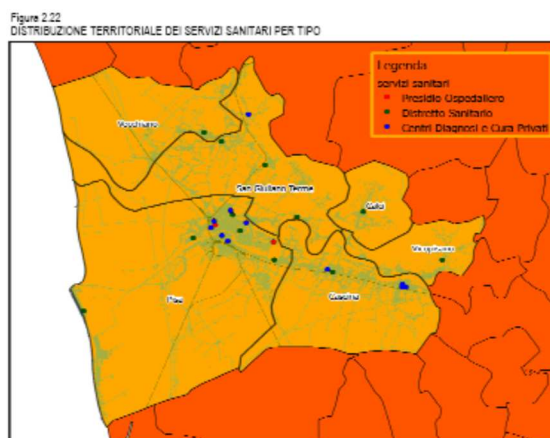 Figura 2.22
DISTRIBUZIONE TERRITORIALE DEI SERVIZI SANITARI PER TIPO
Legenda
servizi sanitari
Presidio Ospedaliero
Distretto Sanitario
Centri Diagnosi e Cura Privati
Vecchiano
San Giuliano Terme
Calci
Vicopisano
Pisa
Cascina